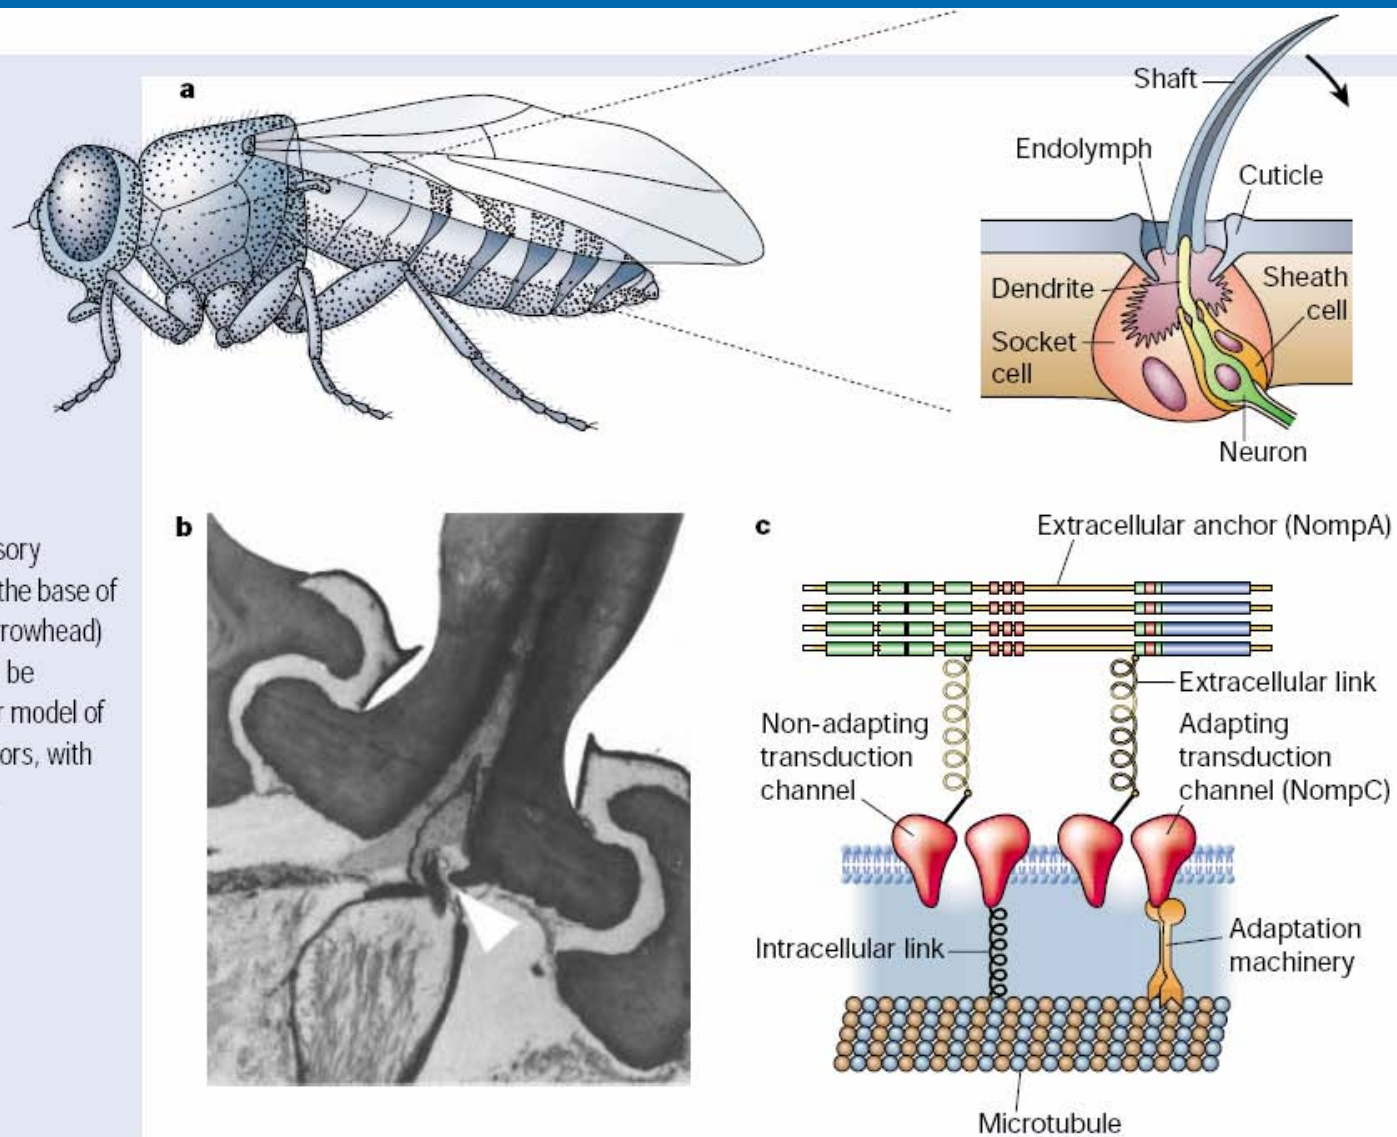 a
Shaft
Endolymph
Cuticle
Dendrite
Sheath
cell
Socket
cell
Neuron
sory
the base of
rowhead)
be
r model of
ors, with
b
c
Extracellular anchor (NompA)
Extracellular link
Non-adapting
transduction
channel
Adapting
transduction
channel (NompC)
Intracellular link
Adaptation
machinery
Microtubule